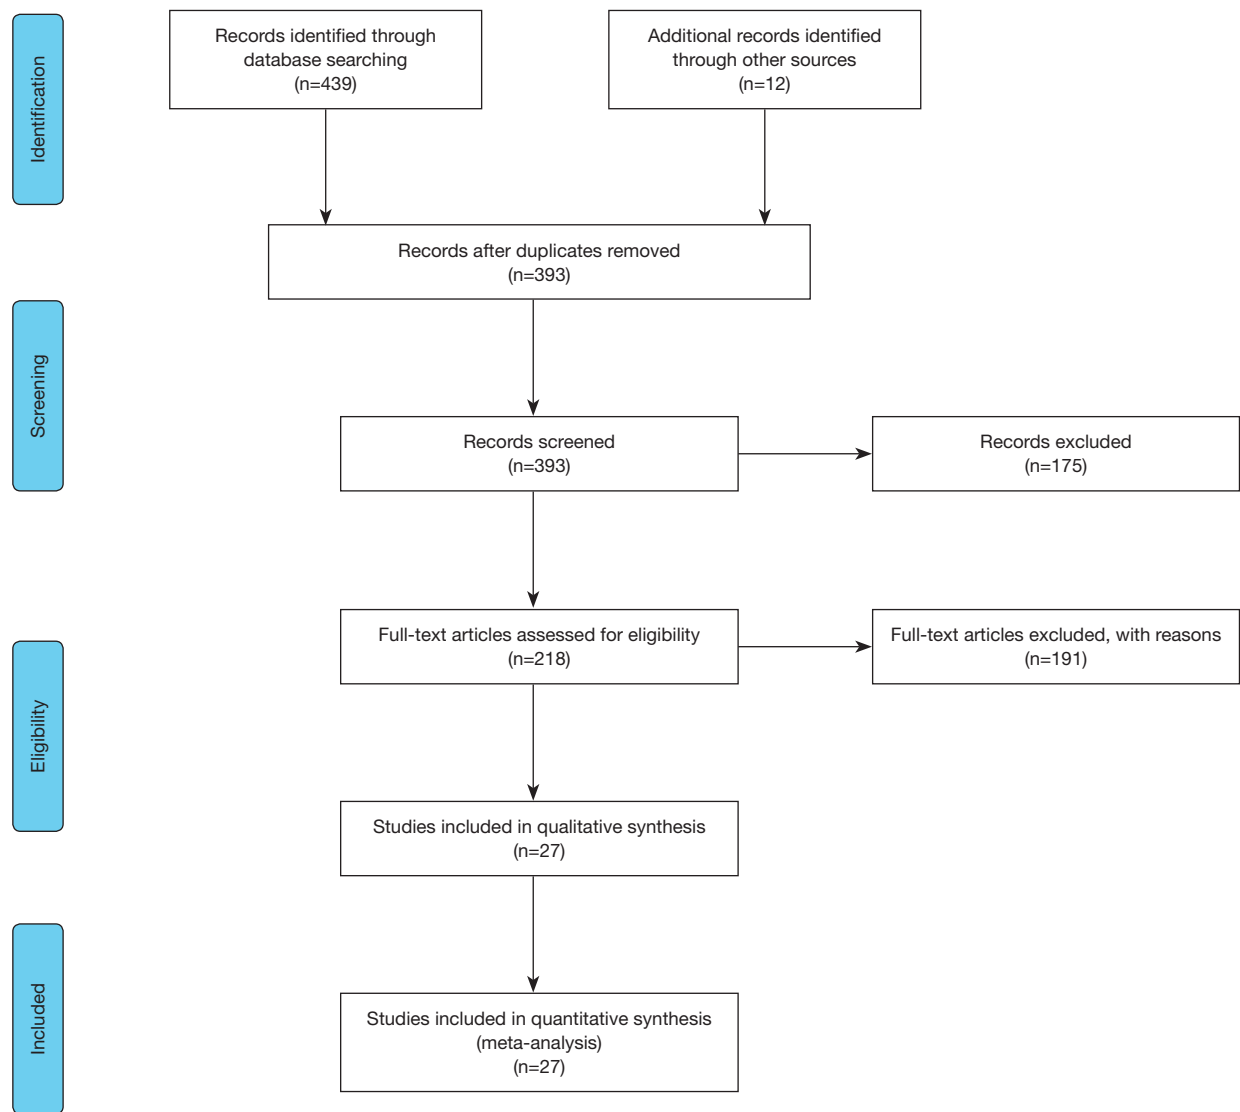 Identification
Records identified through
database searching
(n=439)
Additional records identified
through other sources
(n=12)
Records after duplicates removed
(n=393)
Screening
Records screened
(n=393)
Records excluded
(n=175)
Eligibility
Full-text articles assessed for eligibility
(n=218)
Full-text articles excluded, with reasons
(n=191)
Studies included in qualitative synthesis
(n=27)
Included
Studies included in quantitative synthesis
(meta-analysis)
(n=27)